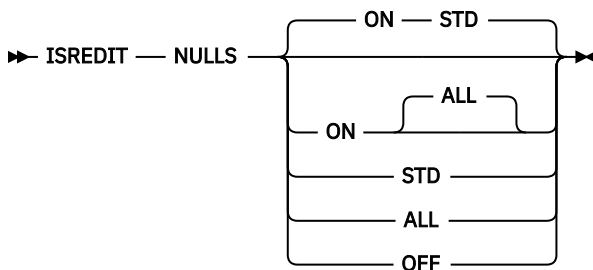 ON STD
ISREDIT NULLS
ALL
ON
STD
ALL
OFF